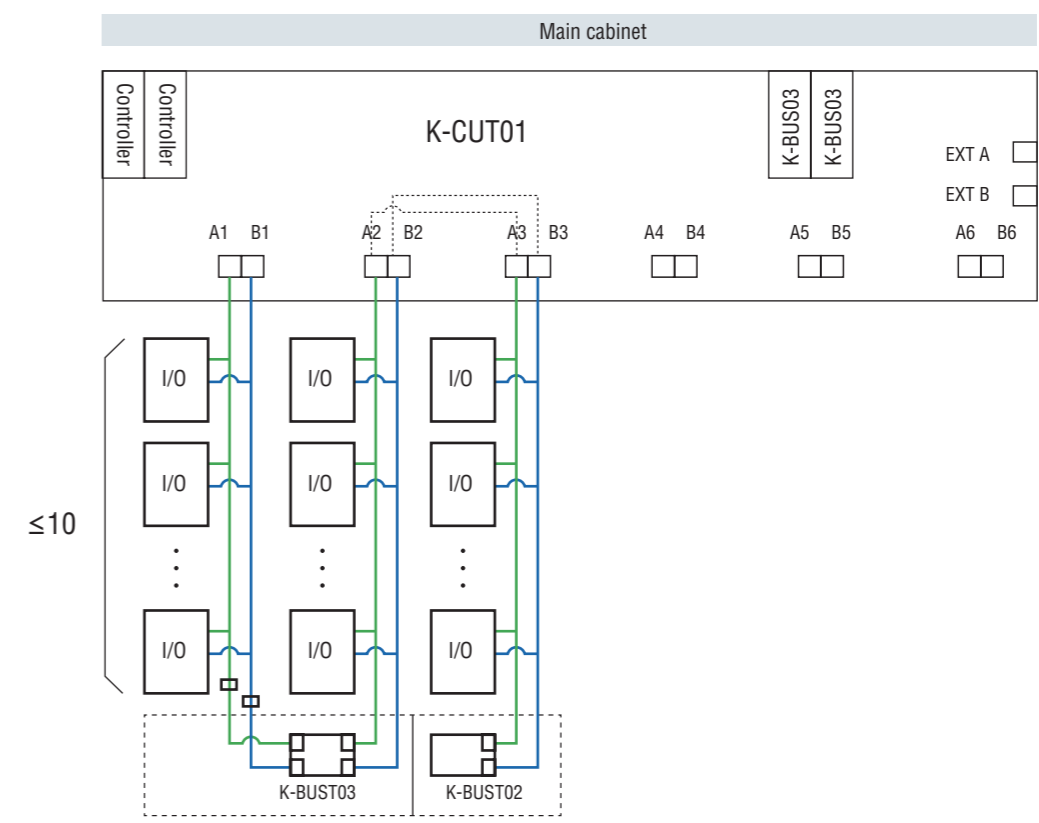 Main cabinet
Controller
Controller
K-CUT01
K-BUS03
K-BUS03
EXT A
EXT B
A1 B1
A2 B2
A3 B3
A4 B4
A5 B5
A6 B6
I/O I/O I/O
I/O I/O I/O
≤10
I/O I/O I/O
K-BUST03
K-BUST02